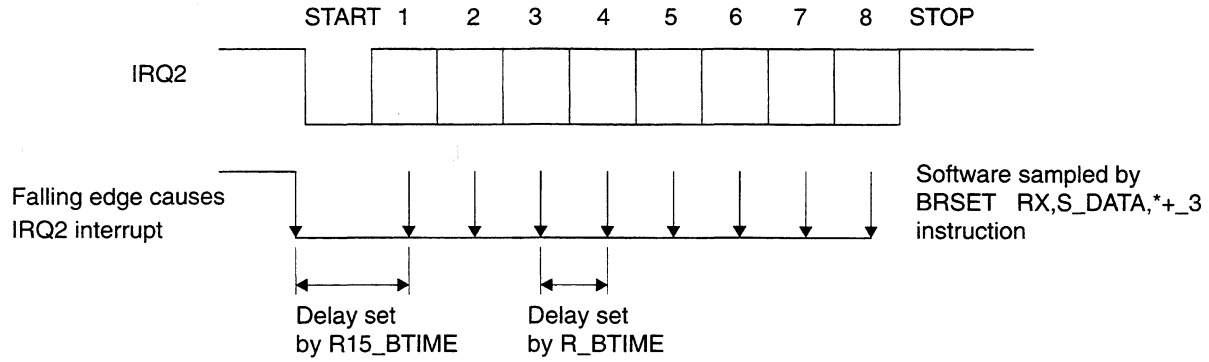 START 1 2 3 4 5 6 7 8 STOP
IRQ2
Falling edge causes
IRQ2 interrupt
Software sampled by
BRSET RX,S_DATA,*+_3
instruction
Delay set
by R15_BTIME
Delay set
by R_BTIME